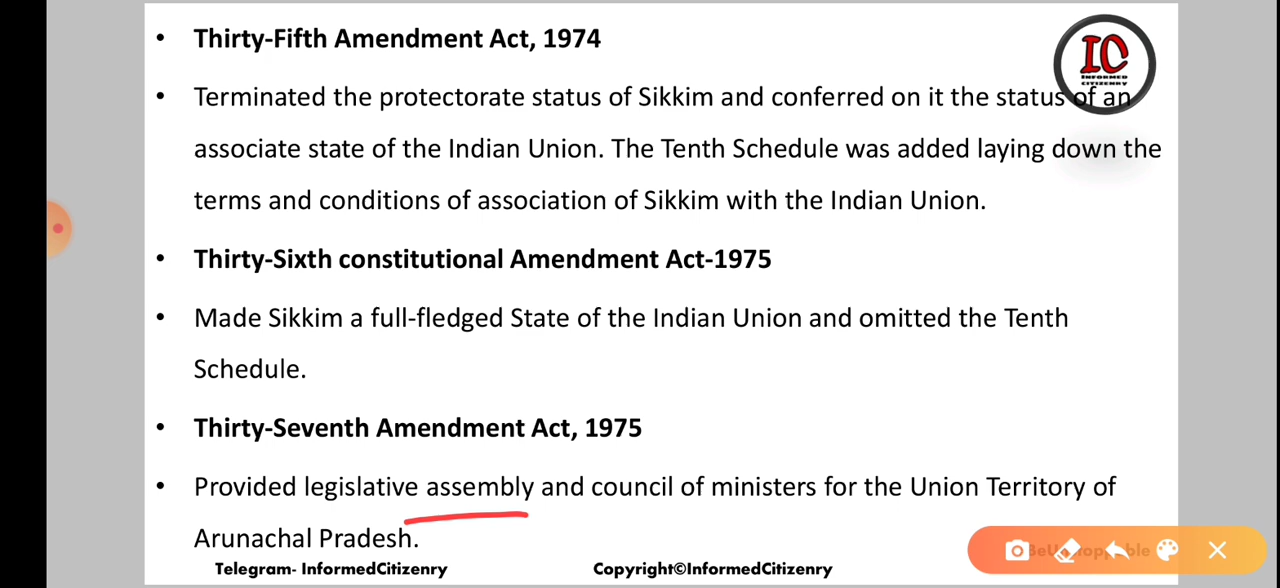 Thirty-Fifth Amendment Act, 1974
IC
INFORMED
CITIZENRY
Terminated the protectorate status of Sikkim and conferred on it the status of an
associate state of the Indian Union. The Tenth Schedule was added laying down the
terms and conditions of association of Sikkim with the Indian Union.
Thirty-Sixth constitutional Amendment Act-1975
Made Sikkim a full-fledged State of the Indian Union and omitted the Tenth
Schedule.
Thirty-Seventh Amendment Act, 1975
Provided legislative assembly and council of ministers for the Union Territory of
Arunachal Pradesh.
Telegram- InformedCitizenry Copyright©InformedCitizenry